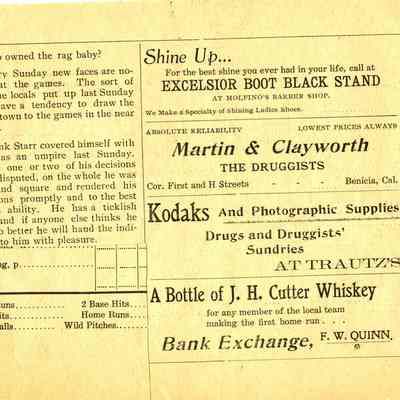 o owned the rag baby?
ry Sunday new faces are no-
at the games. The sort of
e locals put up last Sunday
ave a tendency to draw the
town to the games in the near
.
nk Starr covered himself with
as an umpire last Sunday.
one or two of his decisions
disputed, on the whole he was
nd square and rendered his
ons promptly and to the best
ability. He has a ticklish
and if anyone else thinks he
o better he will hand the indi-
to him with pleasure.
ng, p
uns 2 Base Hits
its Home Runs
alls Wild Pitches
Shine Up...
For the best shine you ever had in your life, call at
EXCELSIOR BOOT BLACK STAND
AT MOLFINO'S BARBER SHOP.
We Make a Specialty of Shining Ladies Shoes.
ABSOLUTE RELIABILITY LOWEST PRICES ALWAYS
Martin & Clayworth
THE DRUGGISTS
Cor. First and H Streets - - - - Benicia, Cal.
Kodaks And Photographic Supplies
Drugs and Druggists'
Sundries
AT TRAUTZ'S
A Bottle of J. H. Cutter Whiskey
for any member of the local team
making the first home run . . .
Bank Exchange, F. W. QUINN.